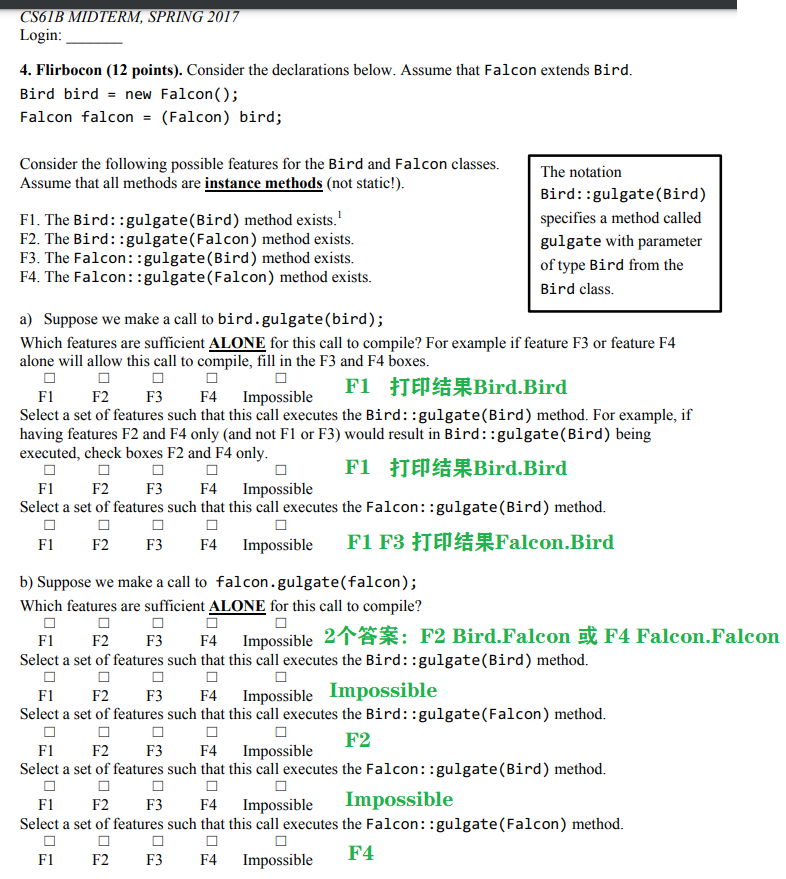 CS61B MIDTERM, SPRING 2017
Login: _______
4. Flirbocon (12 points). Consider the declarations below. Assume that Falcon extends Bird.
Bird bird = new Falcon();
Falcon falcon = (Falcon) bird;
Consider the following possible features for the Bird and Falcon classes.
Assume that all methods are instance methods (not static!).
The notation
Bird::gulgate(Bird)
specifies a method called
gulgate with parameter
of type Bird from the
Bird class.
F1. The Bird::gulgate(Bird) method exists.¹
F2. The Bird::gulgate(Falcon) method exists.
F3. The Falcon::gulgate(Bird) method exists.
F4. The Falcon::gulgate(Falcon) method exists.
a) Suppose we make a call to bird.gulgate(bird);
Which features are sufficient ALONE for this call to compile? For example if feature F3 or feature F4
alone will allow this call to compile, fill in the F3 and F4 boxes.
☐ ☐ ☐ ☐ ☐
F1 F2 F3 F4 Impossible F1 打印结果Bird.Bird
Select a set of features such that this call executes the Bird::gulgate(Bird) method. For example, if
having features F2 and F4 only (and not F1 or F3) would result in Bird::gulgate(Bird) being
executed, check boxes F2 and F4 only.
☐ ☐ ☐ ☐ ☐
F1 F2 F3 F4 Impossible F1 打印结果Bird.Bird
Select a set of features such that this call executes the Falcon::gulgate(Bird) method.
☐ ☐ ☐ ☐ ☐
F1 F2 F3 F4 Impossible F1 F3 打印结果Falcon.Bird
b) Suppose we make a call to falcon.gulgate(falcon);
Which features are sufficient ALONE for this call to compile?
☐ ☐ ☐ ☐ ☐
F1 F2 F3 F4 Impossible 2个答案：F2 Bird.Falcon 或 F4 Falcon.Falcon
Select a set of features such that this call executes the Bird::gulgate(Bird) method.
☐ ☐ ☐ ☐ ☐
F1 F2 F3 F4 Impossible Impossible
Select a set of features such that this call executes the Bird::gulgate(Falcon) method.
☐ ☐ ☐ ☐ ☐
F1 F2 F3 F4 Impossible F2
Select a set of features such that this call executes the Falcon::gulgate(Bird) method.
☐ ☐ ☐ ☐ ☐
F1 F2 F3 F4 Impossible Impossible
Select a set of features such that this call executes the Falcon::gulgate(Falcon) method.
☐ ☐ ☐ ☐ ☐
F1 F2 F3 F4 Impossible F4